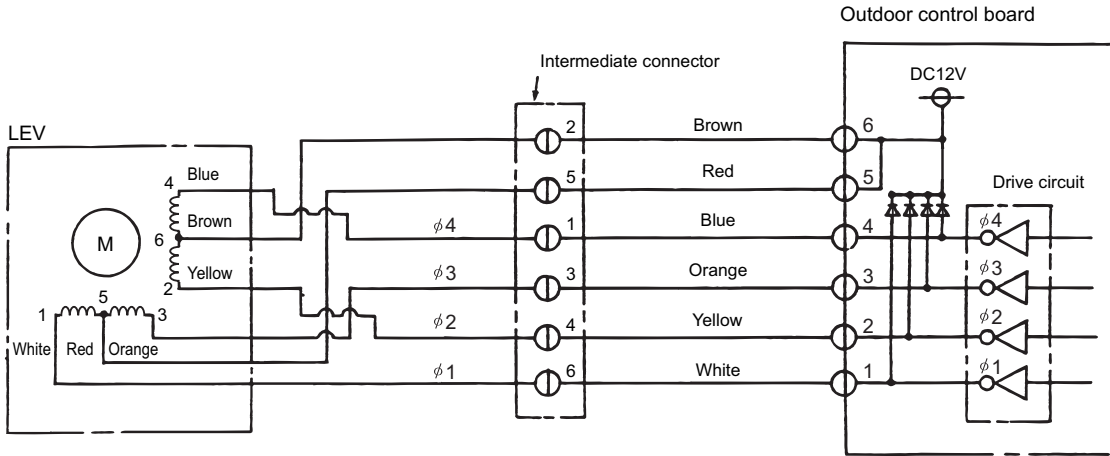 Outdoor control board
Intermediate connector
DC12V
LEV
2 Brown 6
4 Blue
5 Red 5
Drive circuit
Brown
6
M
φ4 1 Blue 4 φ4
Yellow
2
φ3 3 Orange 3 φ3
5
1 3
φ2 4 Yellow 2 φ2
White Red Orange
φ1 6 White 1 φ1